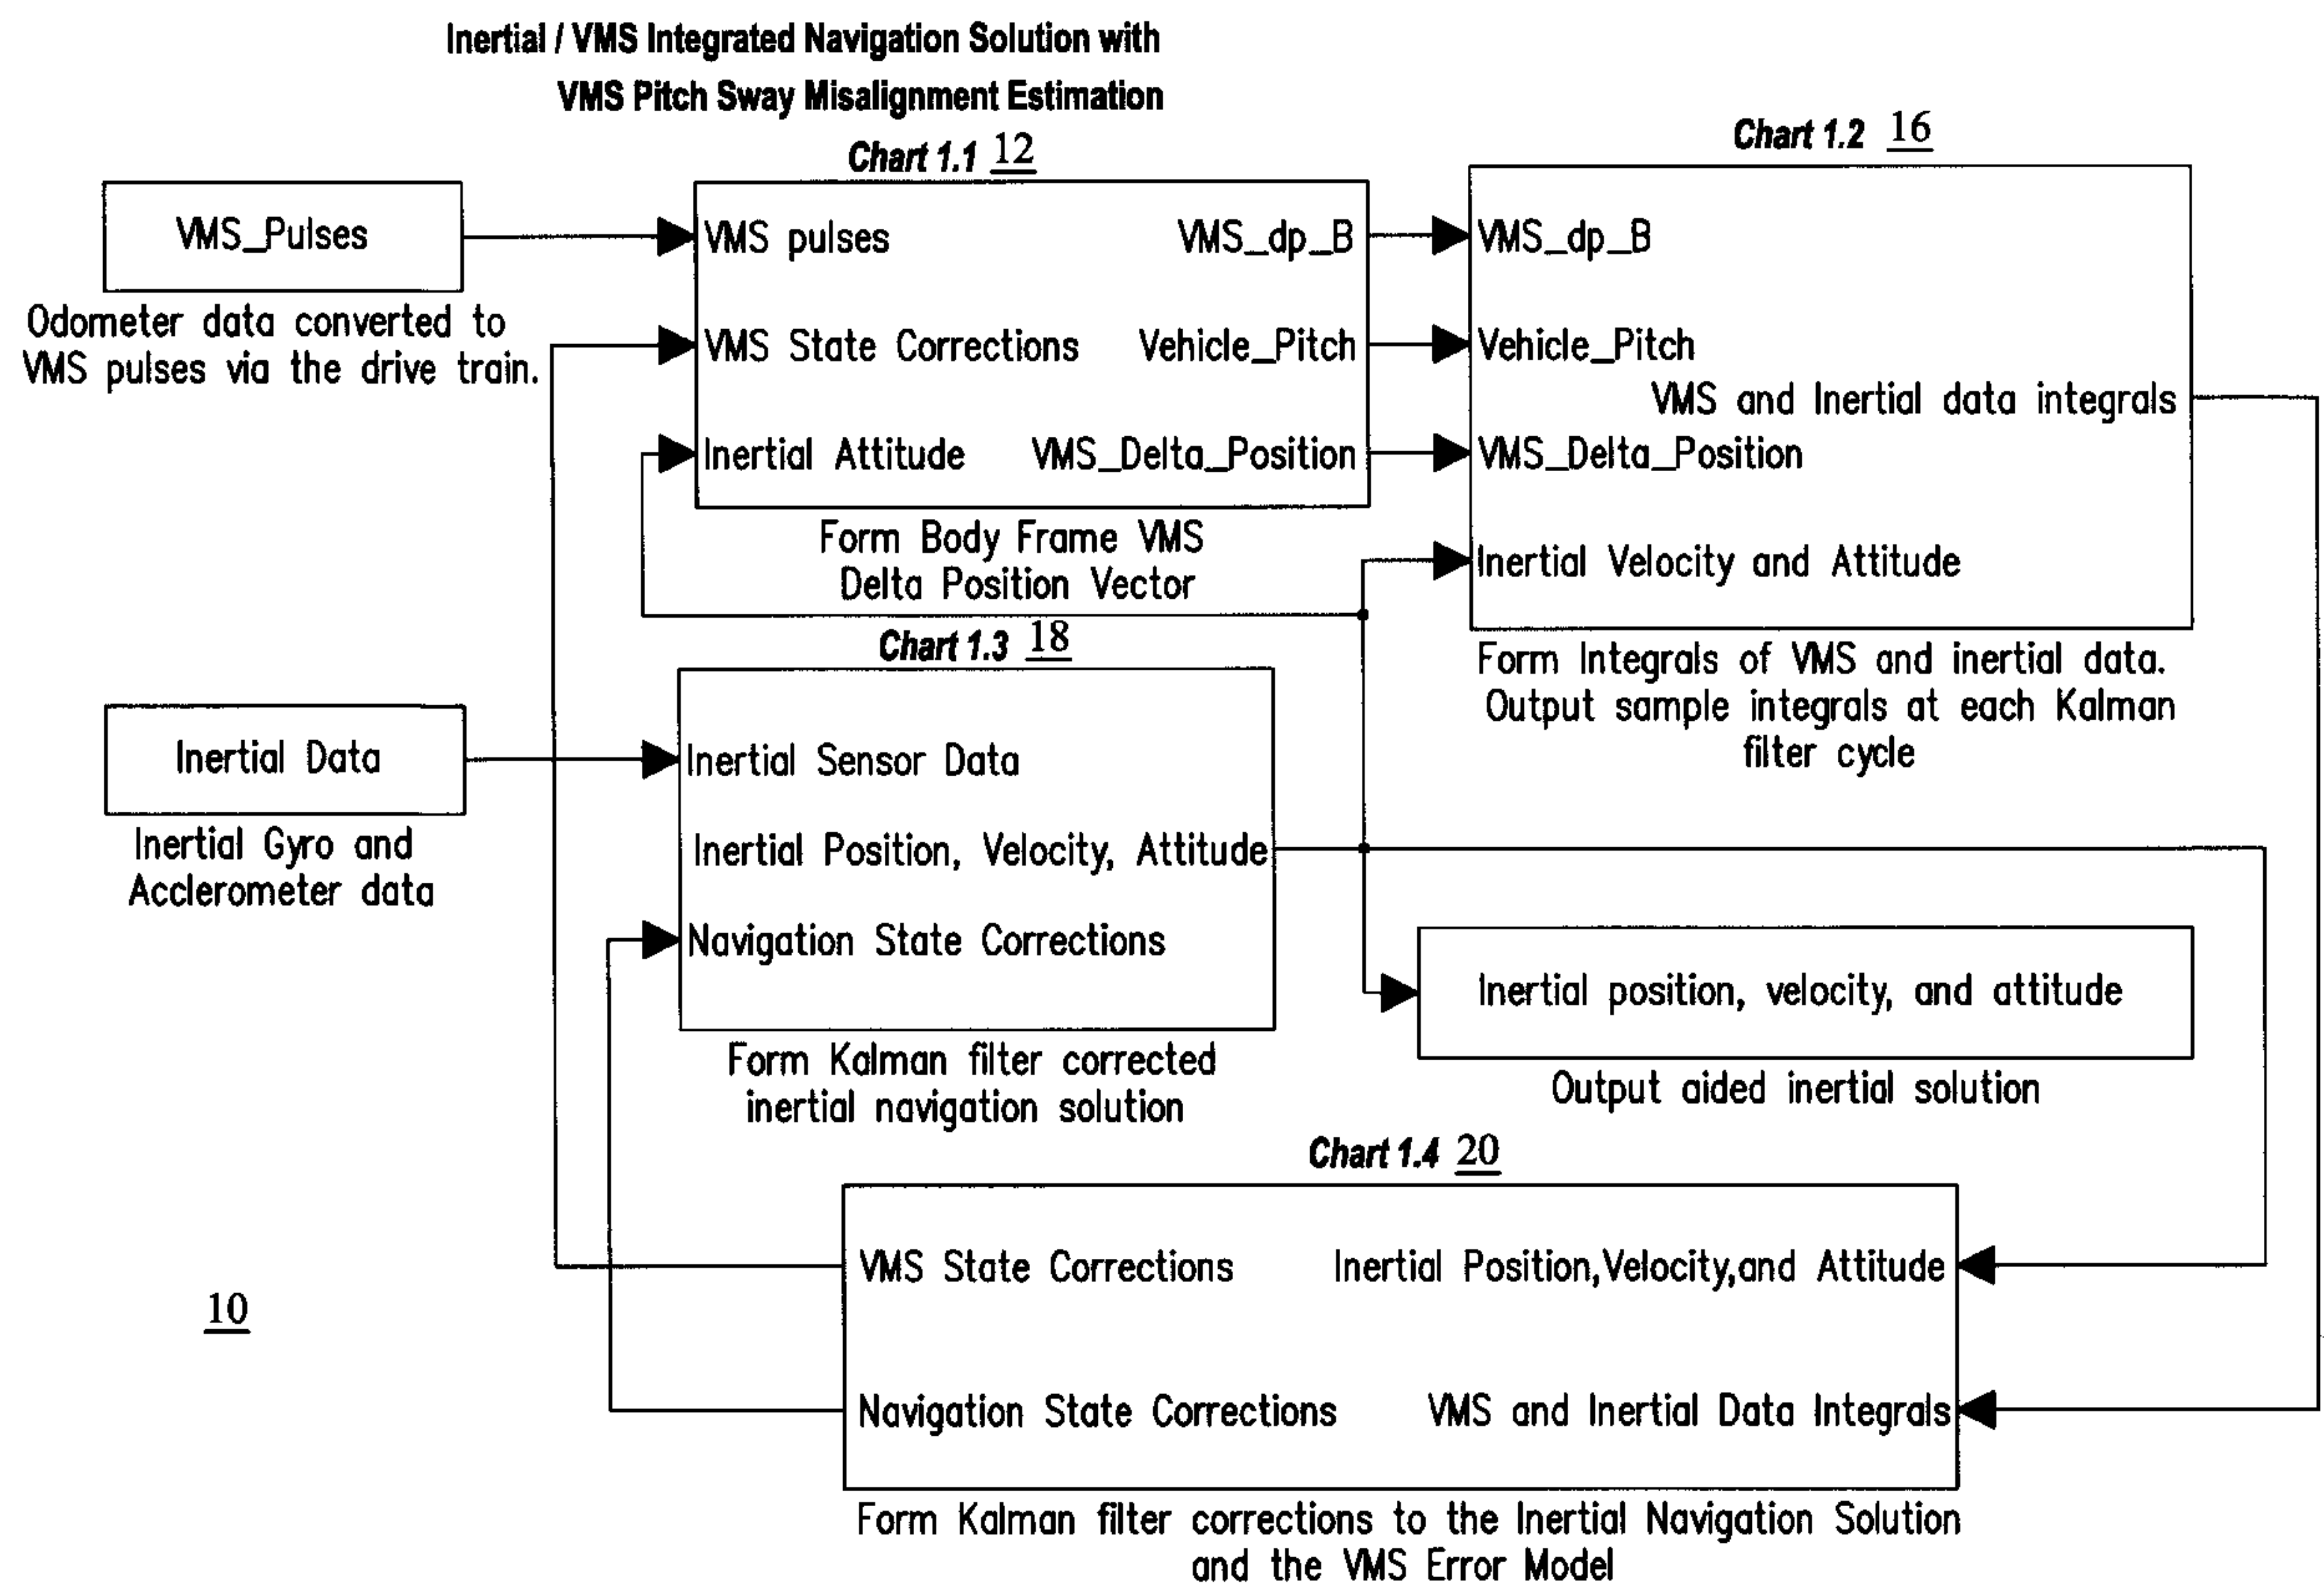 Inertial / VMS Integrated Navigation Solution with
VMS Pitch Sway Misalignment Estimation
Chart 1.1 12
Chart 1.2 16
VMS_Pulses
Odometer data converted to
VMS pulses via the drive train.
VMS pulses
VMS_dp_B
VMS State Corrections
Vehicle_Pitch
Inertial Attitude
VMS_Delta_Position
Form Body Frame VMS
Delta Position Vector
VMS_dp_B
Vehicle_Pitch
VMS and Inertial data integrals
VMS_Delta_Position
Inertial Velocity and Attitude
Form Integrals of VMS and inertial data.
Output sample integrals at each Kalman
filter cycle
Chart 1.3 18
Inertial Data
Inertial Gyro and
Acclerometer data
Inertial Sensor Data
Inertial Position, Velocity, Attitude
Navigation State Corrections
Form Kalman filter corrected
inertial navigation solution
Inertial position, velocity, and attitude
Output aided inertial solution
Chart 1.4 20
VMS State Corrections
Inertial Position,Velocity,and Attitude
Navigation State Corrections
VMS and Inertial Data Integrals
Form Kalman filter corrections to the Inertial Navigation Solution
and the VMS Error Model
10